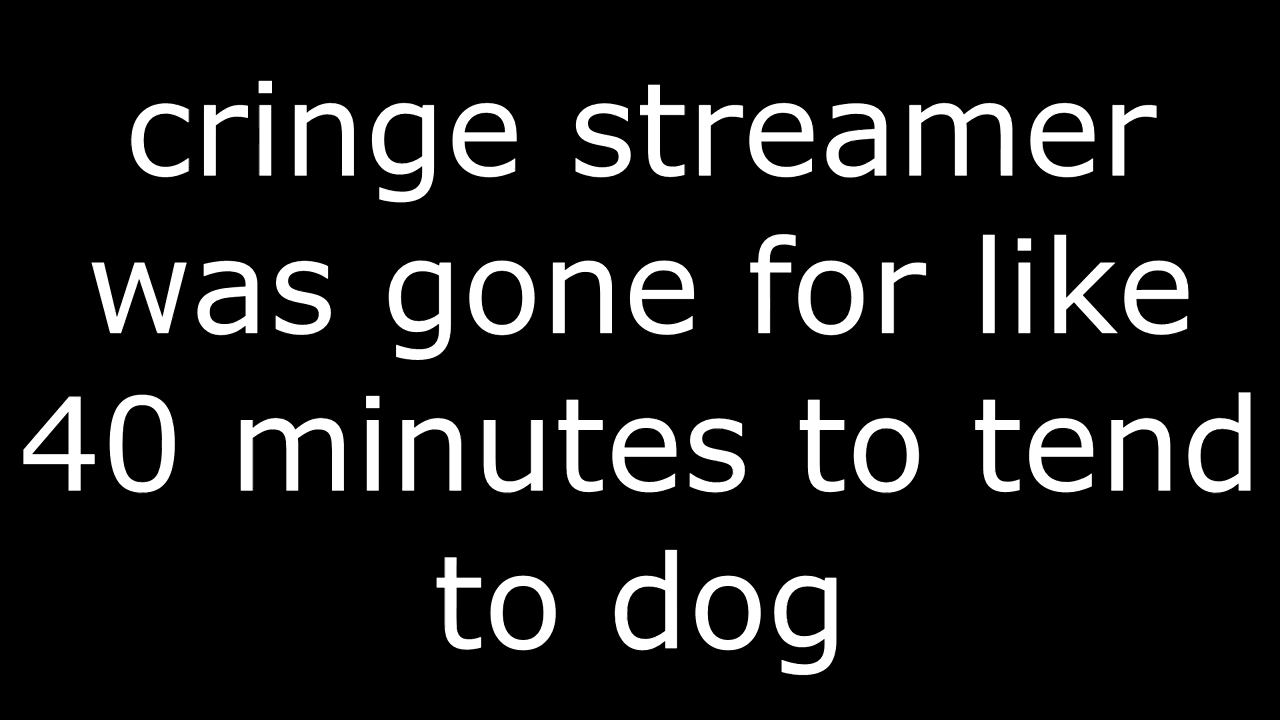 cringe streamer
was gone for like
40 minutes to tend
to dog